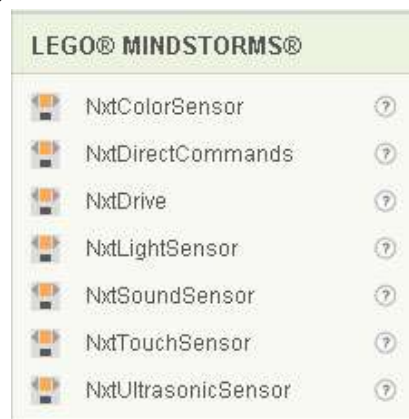 LEGO® MINDSTORMS®
NxtColorSensor ?
NxtDirectCommands ?
NxtDrive ?
NxtLightSensor ?
NxtSoundSensor ?
NxtTouchSensor ?
NxtUltrasonicSensor ?